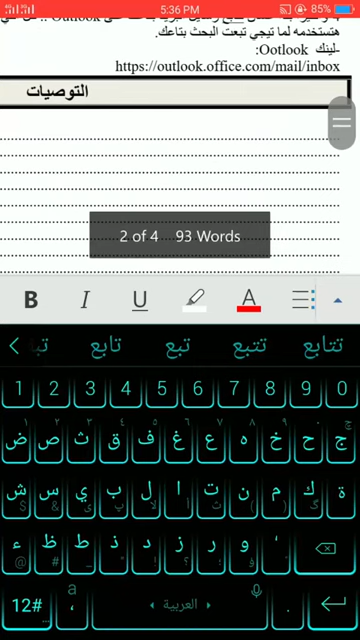 5:36 PM 85%
هتستخدمه لما تيجي تبعت البحث بتاعك.
-لينك Ootlook:
https://outlook.office.com/mail/inbox
التوصيات
2 of 4 93 Words
B I U A
تتابع تتبع تبع تابع
1 2 3 4 5 6 7 8 9 0
ض ص ث ق ف غ ع ه خ ح ج
ش س ي ب ل ا ت ن م ك ة
ء ظ ط ذ د ز ر و
12# العربية